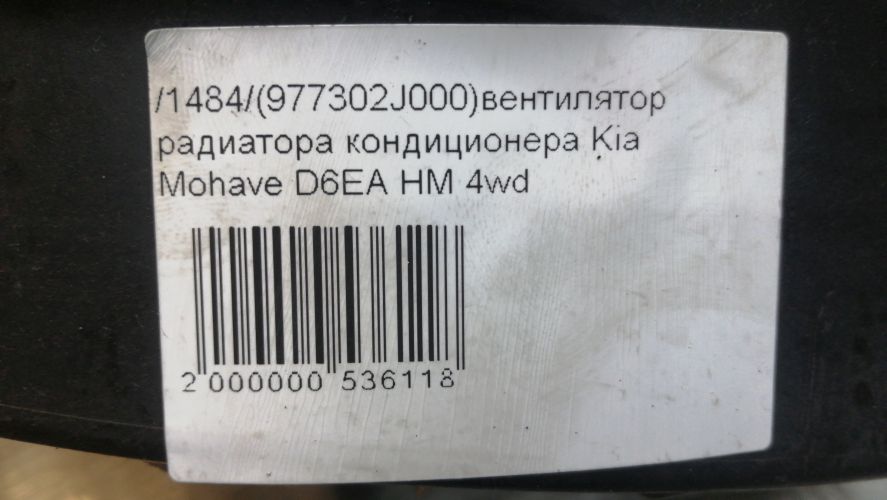 /1484/(977302J000)вентилятор
радиатора кондиционера Kia
Mohave D6EA HM 4wd
2 000000 536118